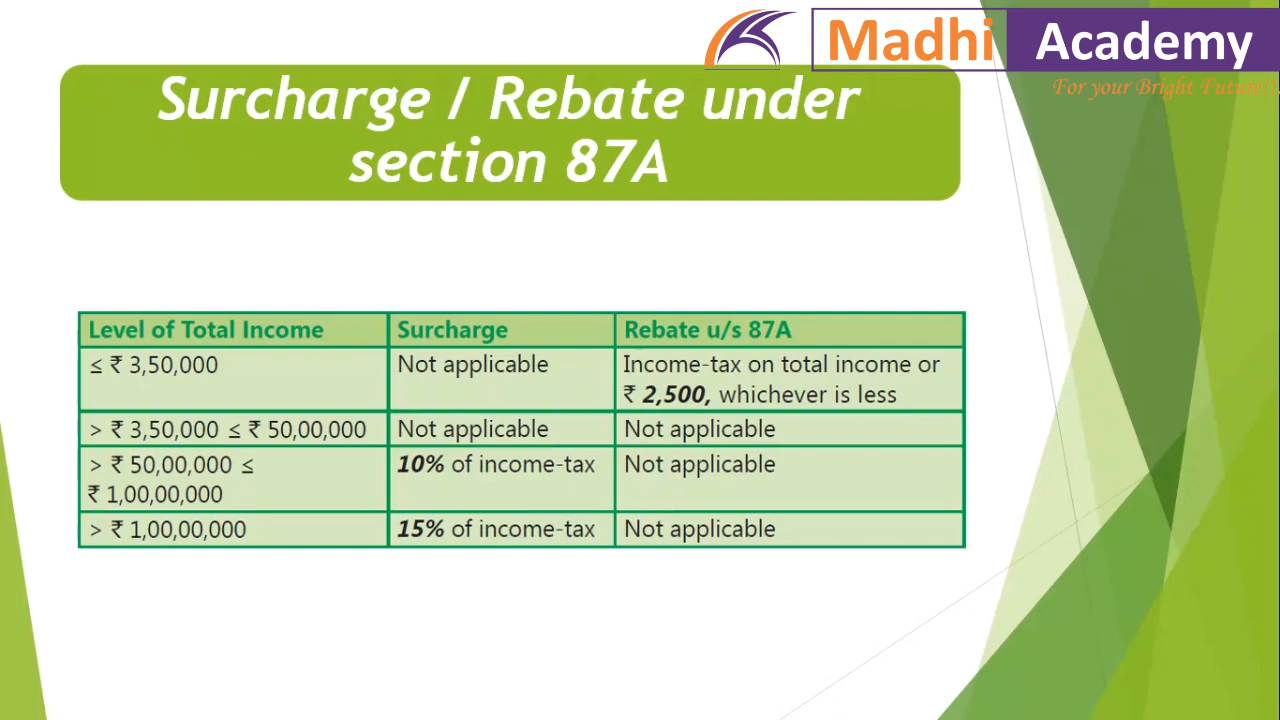 Madhi Academy
For your Bright Future!!
Surcharge / Rebate under
section 87A
Level of Total Income Surcharge Rebate u/s 87A
≤ ₹ 3,50,000 Not applicable Income-tax on total income or
₹ 2,500, whichever is less
> ₹ 3,50,000 ≤ ₹ 50,00,000 Not applicable Not applicable
> ₹ 50,00,000 ≤ 10% of income-tax Not applicable
₹ 1,00,00,000
> ₹ 1,00,00,000 15% of income-tax Not applicable